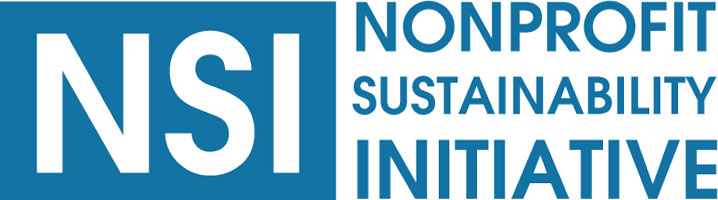 NSI
NONPROFIT
SUSTAINABILITY
INITIATIVE